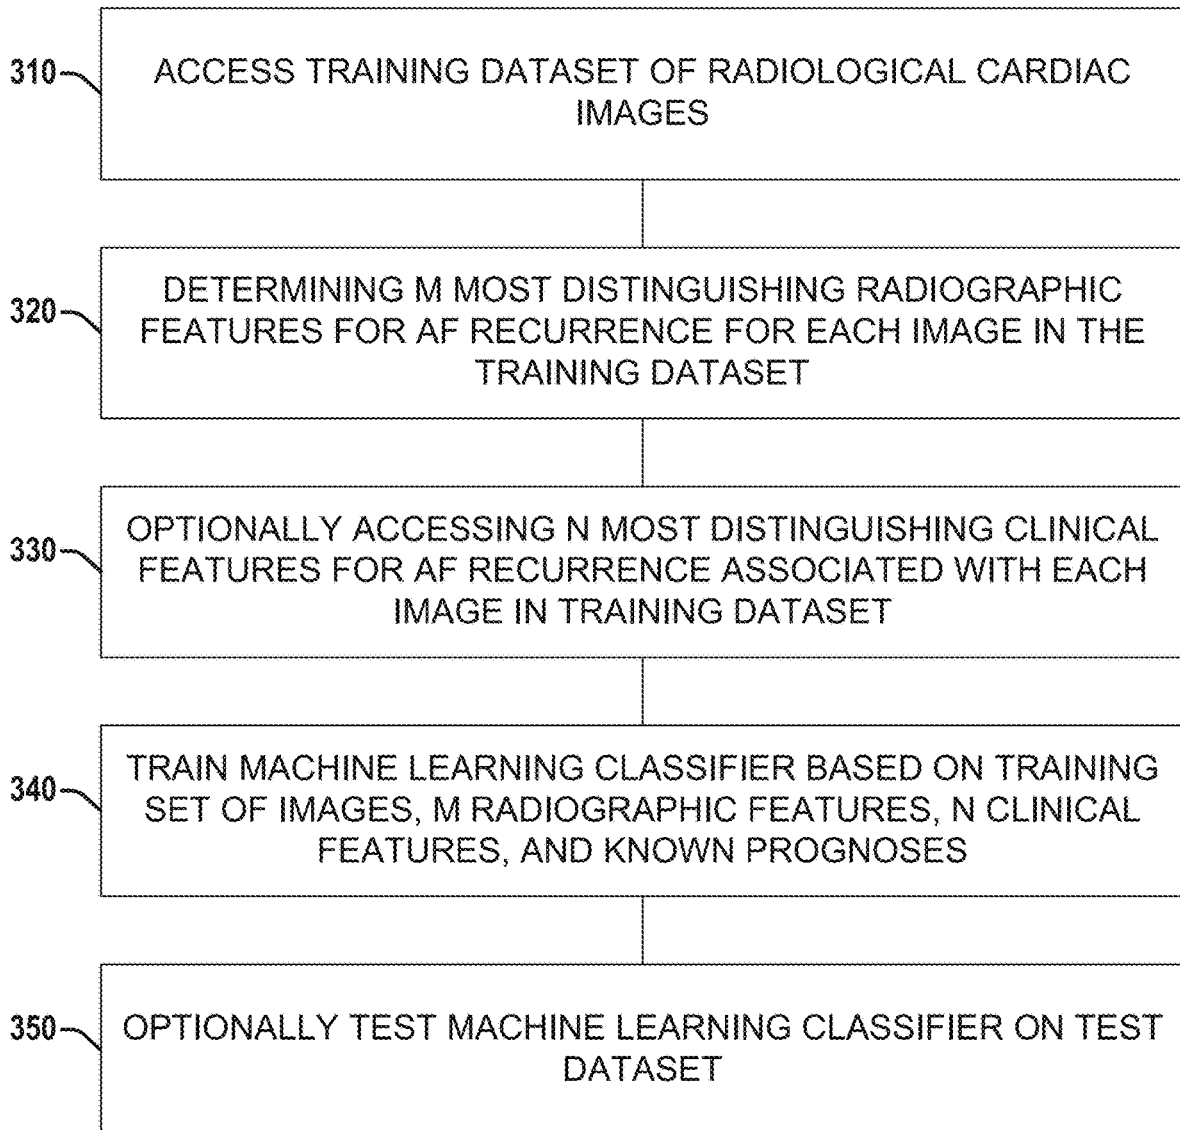 310
ACCESS TRAINING DATASET OF RADIOLOGICAL CARDIAC
IMAGES
320
DETERMINING M MOST DISTINGUISHING RADIOGRAPHIC
FEATURES FOR AF RECURRENCE FOR EACH IMAGE IN THE
TRAINING DATASET
330
OPTIONALLY ACCESSING N MOST DISTINGUISHING CLINICAL
FEATURES FOR AF RECURRENCE ASSOCIATED WITH EACH
IMAGE IN TRAINING DATASET
340
TRAIN MACHINE LEARNING CLASSIFIER BASED ON TRAINING
SET OF IMAGES, M RADIOGRAPHIC FEATURES, N CLINICAL
FEATURES, AND KNOWN PROGNOSES
350
OPTIONALLY TEST MACHINE LEARNING CLASSIFIER ON TEST
DATASET